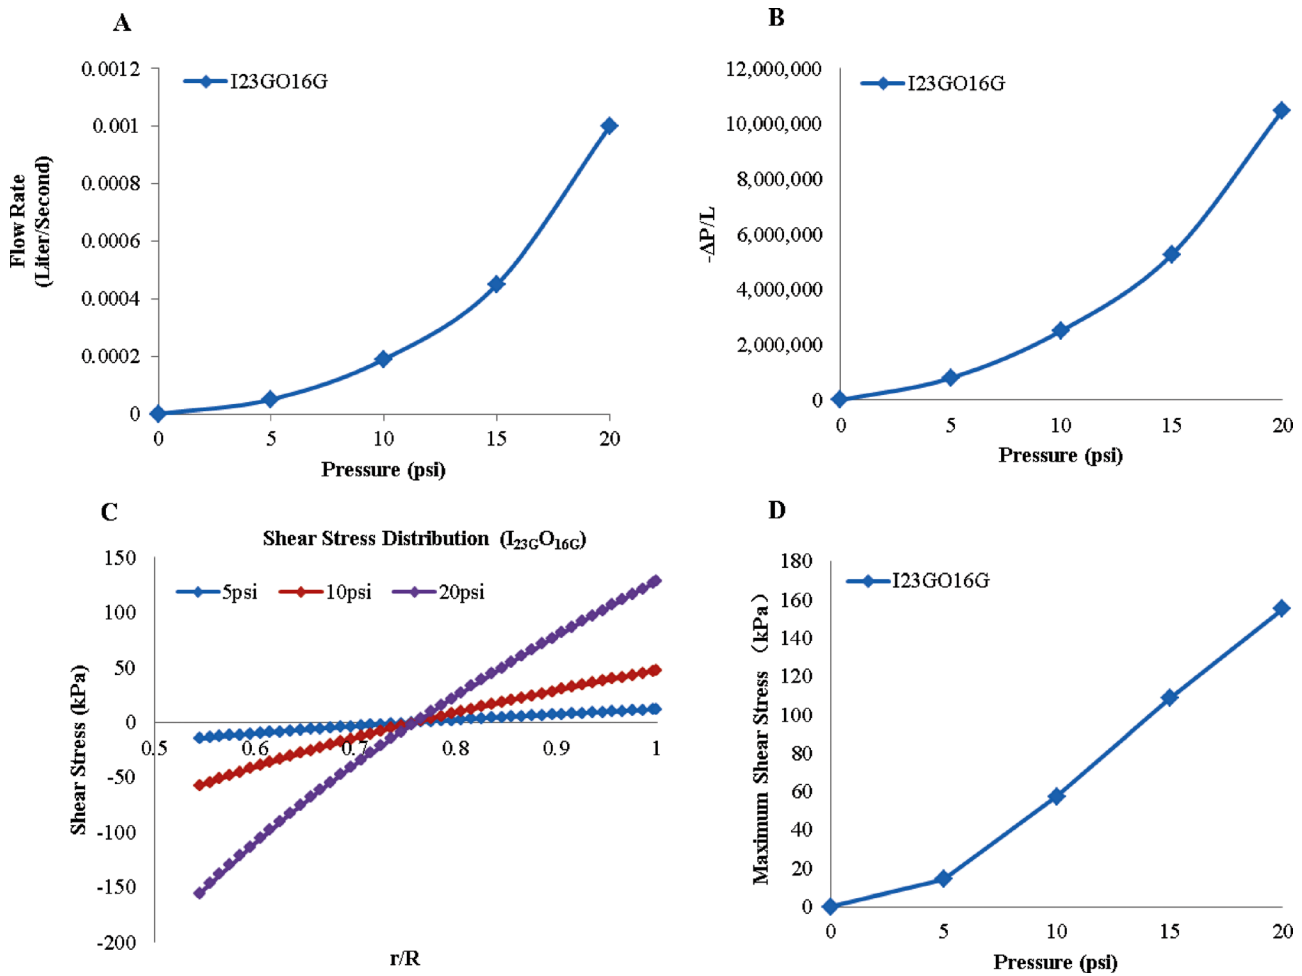 A
I23GO16G
0.0012
0.001
0.0008
0.0006
0.0004
0.0002
0
Flow Rate
(Liter/Second)
0 5 10 15 20
Pressure (psi)
B
I23GO16G
12,000,000
10,000,000
8,000,000
6,000,000
4,000,000
2,000,000
0
-ΔP/L
0 5 10 15 20
Pressure (psi)
C
Shear Stress Distribution (I23GO16G)
5psi 10psi 20psi
150
100
50
0
-50
-100
-150
-200
Shear Stress (kPa)
0.5 0.6 0.7 0.8 0.9 1
r/R
D
I23GO16G
180
160
140
120
100
80
60
40
20
0
Maximum Shear Stress (kPa)
0 5 10 15 20
Pressure (psi)